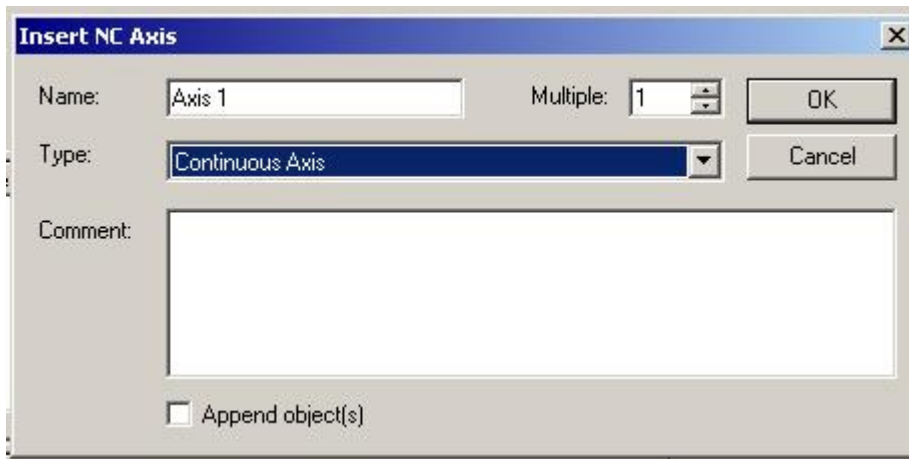 Insert NC Axis
Name: Axis 1 Multiple: 1 OK
Type: Continuous Axis Cancel
Comment:
Append object(s)